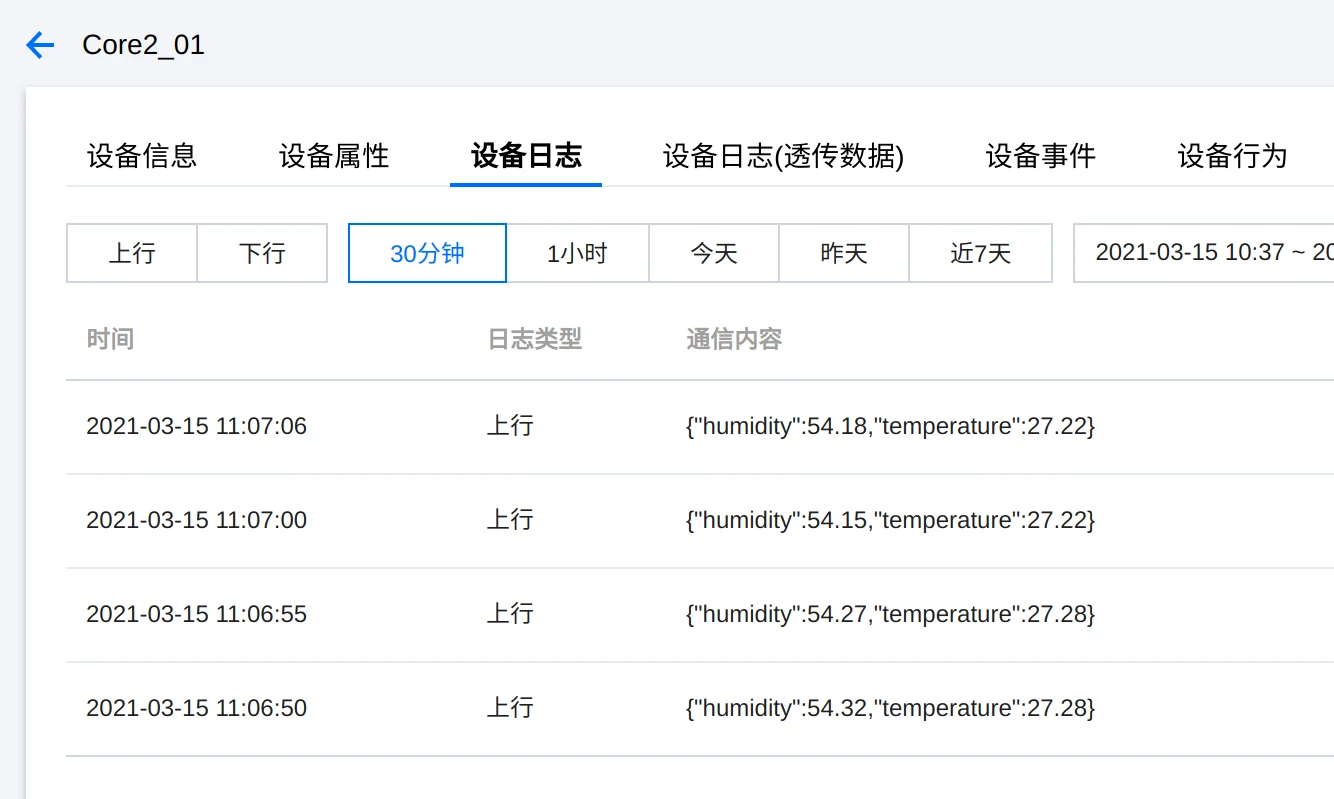 Core2_01
设备信息 设备属性 设备日志 设备日志(透传数据) 设备事件 设备行为
上行 下行 30分钟 1小时 今天 昨天 近7天 2021-03-15 10:37 ~ 20
时间 日志类型 通信内容
2021-03-15 11:07:06 上行 {"humidity":54.18,"temperature":27.22}
2021-03-15 11:07:00 上行 {"humidity":54.15,"temperature":27.22}
2021-03-15 11:06:55 上行 {"humidity":54.27,"temperature":27.28}
2021-03-15 11:06:50 上行 {"humidity":54.32,"temperature":27.28}